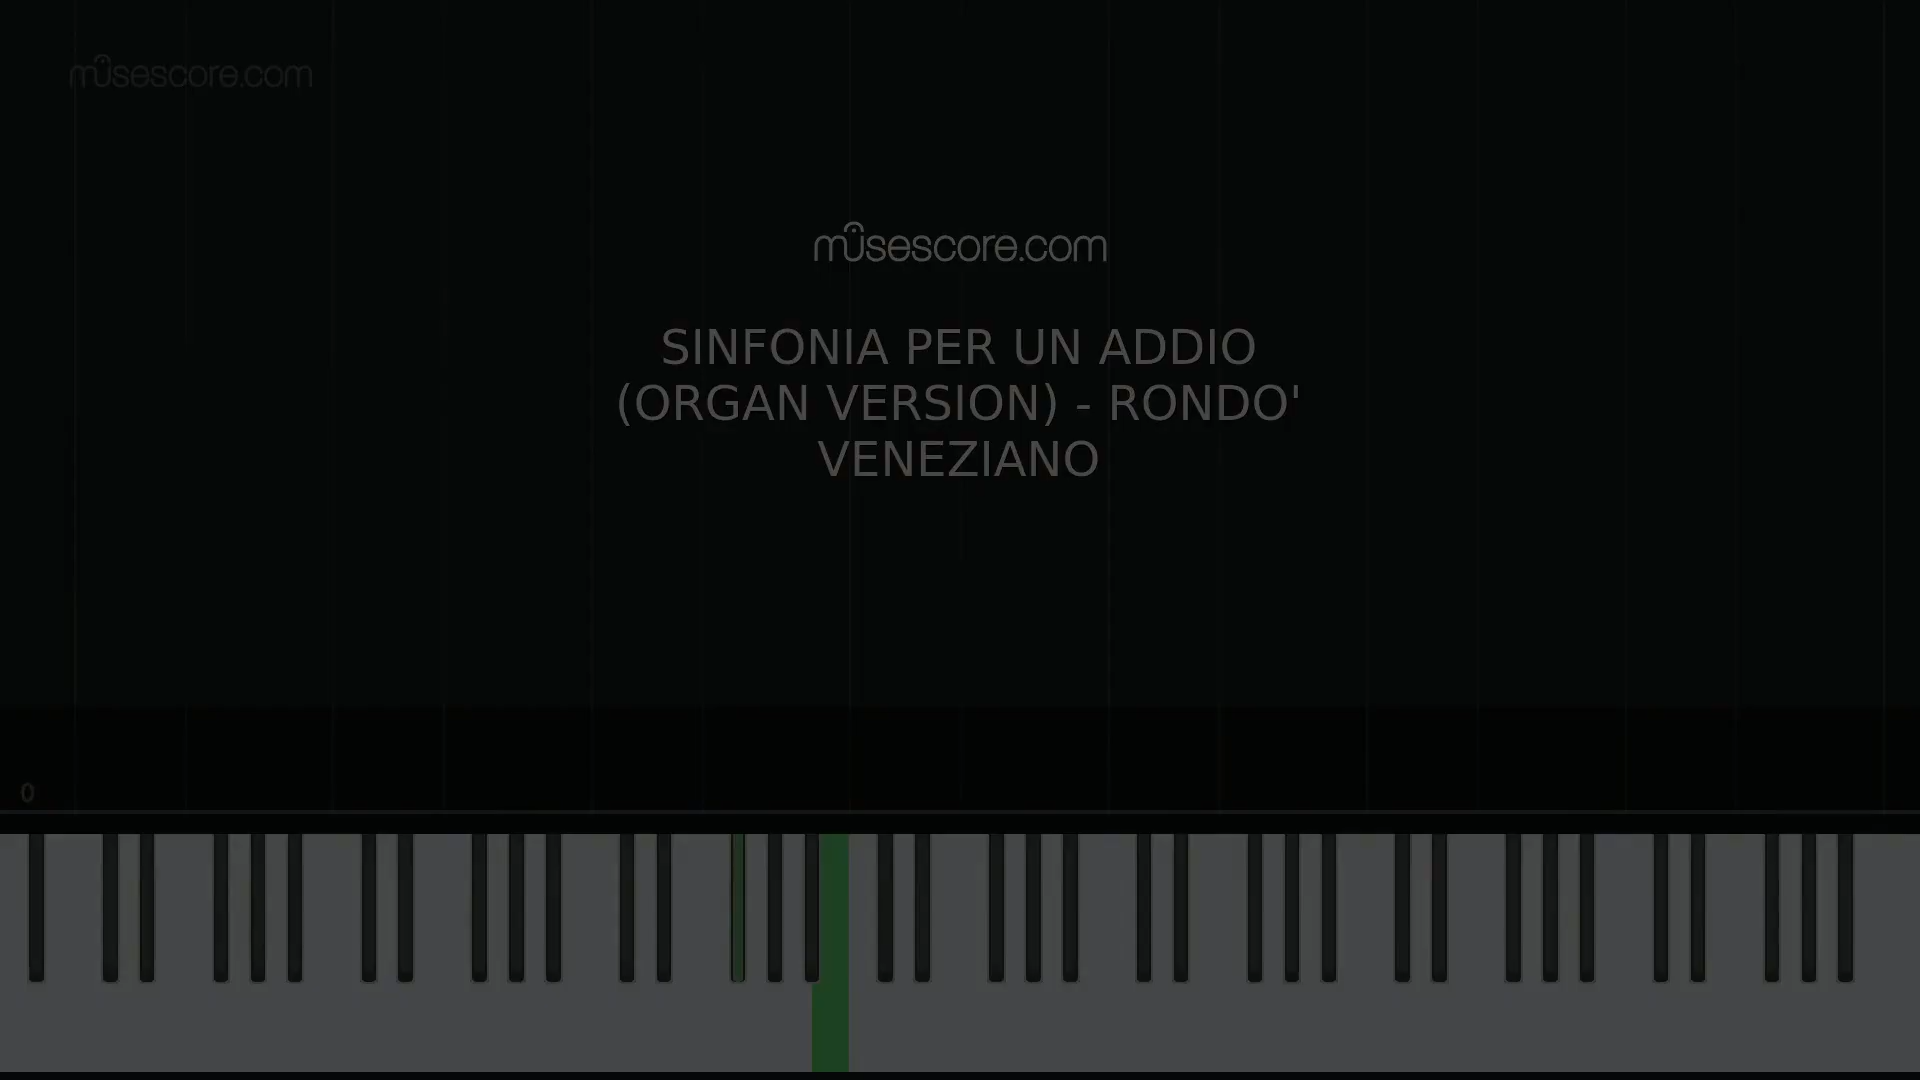 musescore.com
musescore.com
SINFONIA PER UN ADDIO
(ORGAN VERSION) - RONDO'
VENEZIANO
0